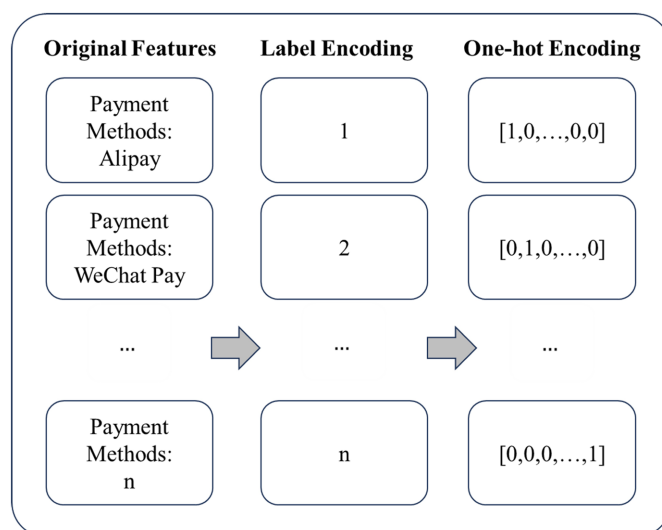 Original Features
Label Encoding
One-hot Encoding
Payment
Methods:
Alipay
1
[1,0,…,0,0]
Payment
Methods:
WeChat Pay
2
[0,1,0,…,0]
...
...
...
Payment
Methods:
n
n
[0,0,0,…,1]